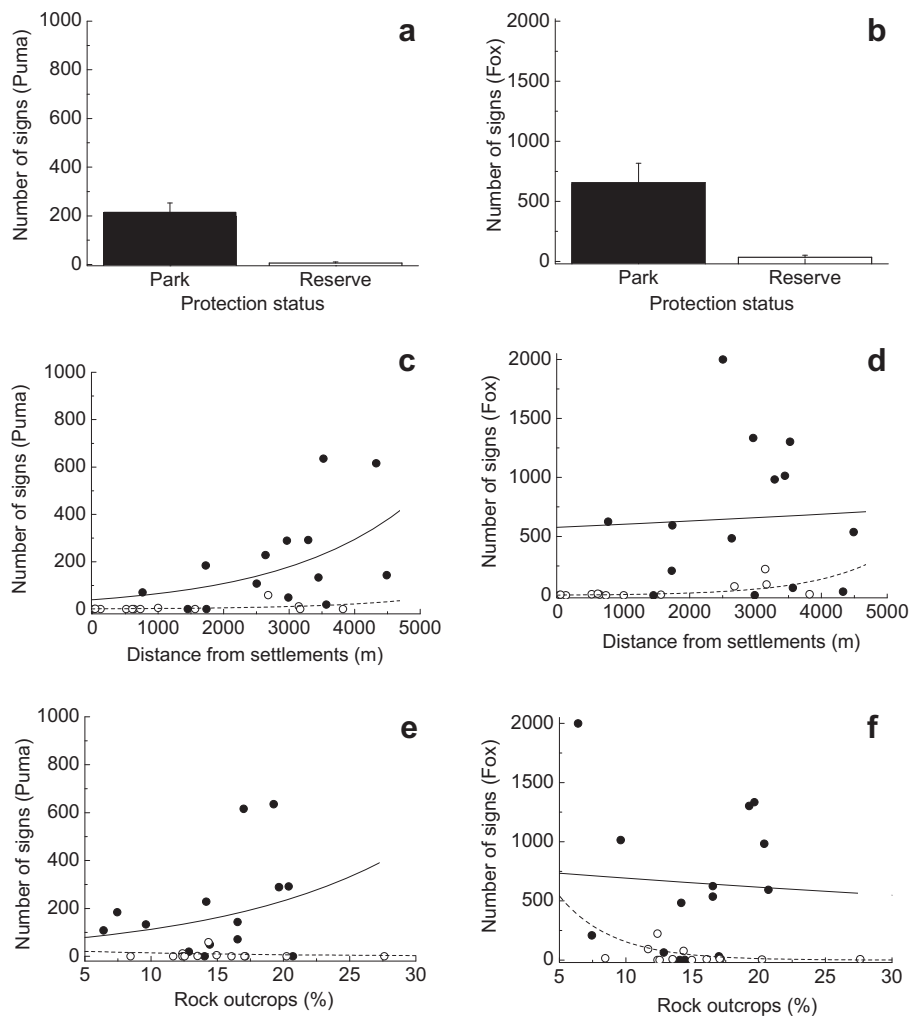 a
1000
800
600
400
200
0
Number of signs (Puma)
Park
Reserve
Protection status
b
2000
1500
1000
500
0
Number of signs (Fox)
Park
Reserve
Protection status
c
1000
800
600
400
200
0
Number of signs (Puma)
0 1000 2000 3000 4000 5000
Distance from settlements (m)
d
2000
1500
1000
500
0
Number of signs (Fox)
0 1000 2000 3000 4000 5000
Distance from settlements (m)
e
1000
800
600
400
200
0
Number of signs (Puma)
5 10 15 20 25 30
Rock outcrops (%)
f
2000
1500
1000
500
0
Number of signs (Fox)
5 10 15 20 25 30
Rock outcrops (%)